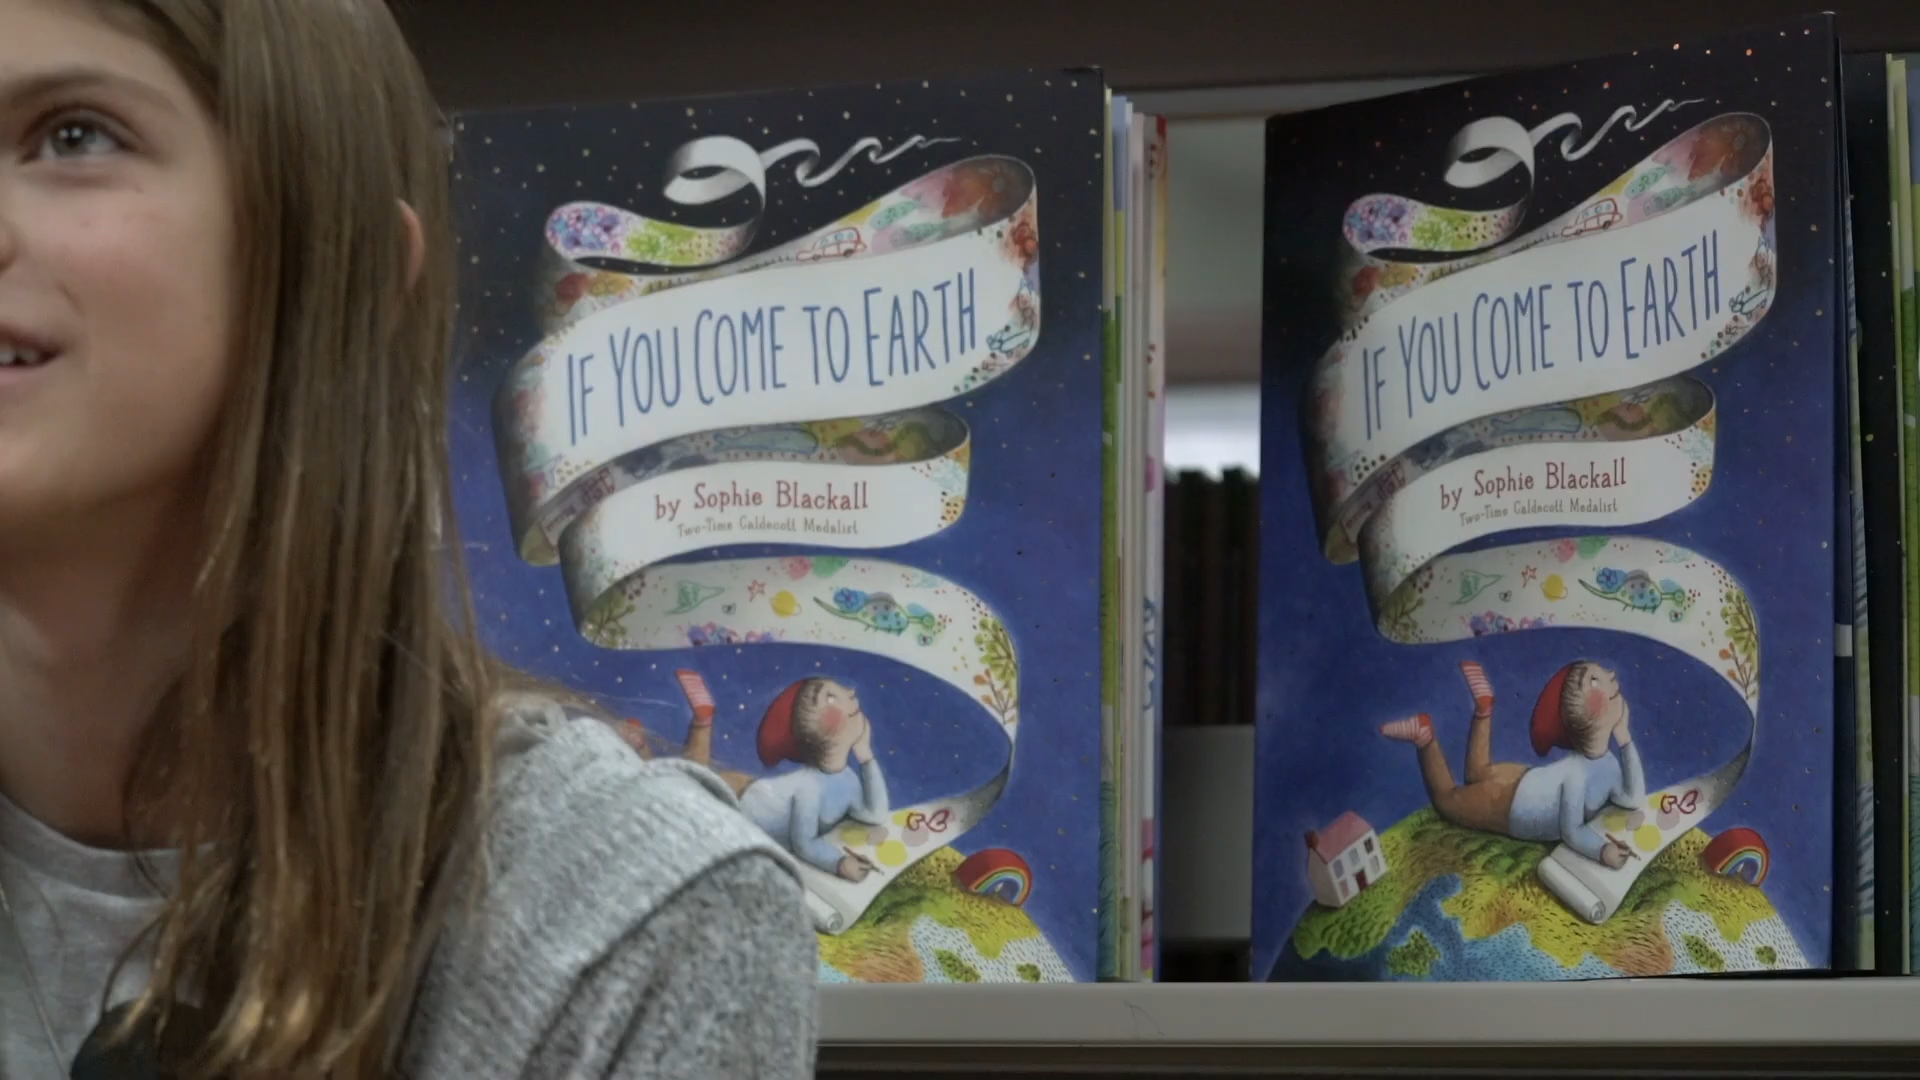 IF YOU COME TO EARTH
by Sophie Blackall
Two-Time Caldecott Medalist
IF YOU COME TO EARTH
by Sophie Blackall
Two-Time Caldecott Medalist